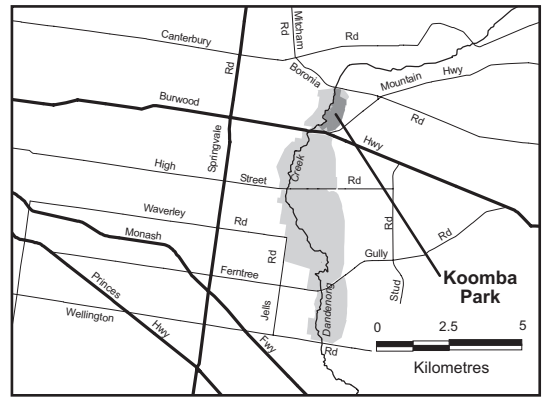 Canterbury
Rd
Mitcham
Rd
Rd
Boronia
Mountain
Hwy
Rd
Burwood
Hwy
Springvale
High
Street
Rd
Creek
Waverley
Rd
Monash
Fwy
Rd
Jells
Ferntree
Gully
Rd
Rd
Stud
Princes
Hwy
Wellington
Rd
Dandenong
Koomba
Park
0 2.5 5
Kilometres